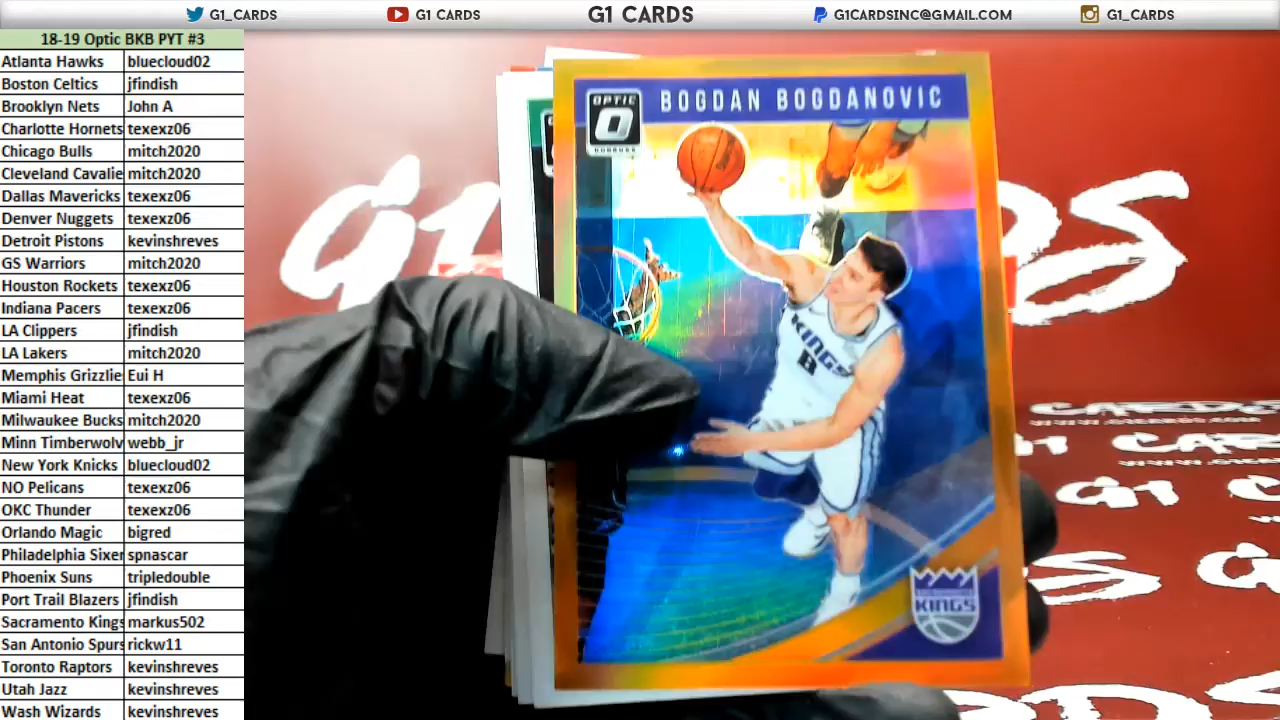 G1_CARDS
G1 CARDS
G1 CARDS
G1CARDSINC@GMAIL.COM
G1_CARDS
18-19 Optic BKB PYT #3
Atlanta Hawks bluecloud02
Boston Celtics jfindish
Brooklyn Nets John A
Charlotte Hornets texexz06
Chicago Bulls mitch2020
Cleveland Cavalie mitch2020
Dallas Mavericks texexz06
Denver Nuggets texexz06
Detroit Pistons kevinshreves
GS Warriors mitch2020
Houston Rockets texexz06
Indiana Pacers texexz06
LA Clippers jfindish
LA Lakers mitch2020
Memphis Grizzlie Eui H
Miami Heat texexz06
Milwaukee Bucks mitch2020
Minn Timberwolv webb_jr
New York Knicks bluecloud02
NO Pelicans texexz06
OKC Thunder texexz06
Orlando Magic bigred
Philadelphia Sixer spnascar
Phoenix Suns tripledouble
Port Trail Blazers jfindish
Sacramento Kings markus502
San Antonio Spurs rickw11
Toronto Raptors kevinshreves
Utah Jazz kevinshreves
Wash Wizards kevinshreves
OPTIC
DONRUSS
BOGDAN BOGDANOVIC
KINGS
8
KINGS
G1 CARDS